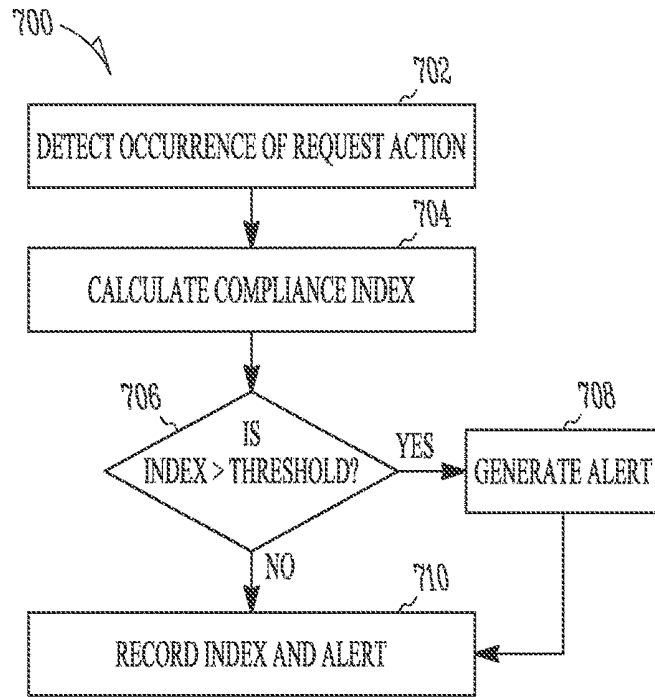 700
702
DETECT OCCURRENCE OF REQUEST ACTION
704
CALCULATE COMPLIANCE INDEX
706
IS
INDEX > THRESHOLD?
YES
708
GENERATE ALERT
NO
710
RECORD INDEX AND ALERT